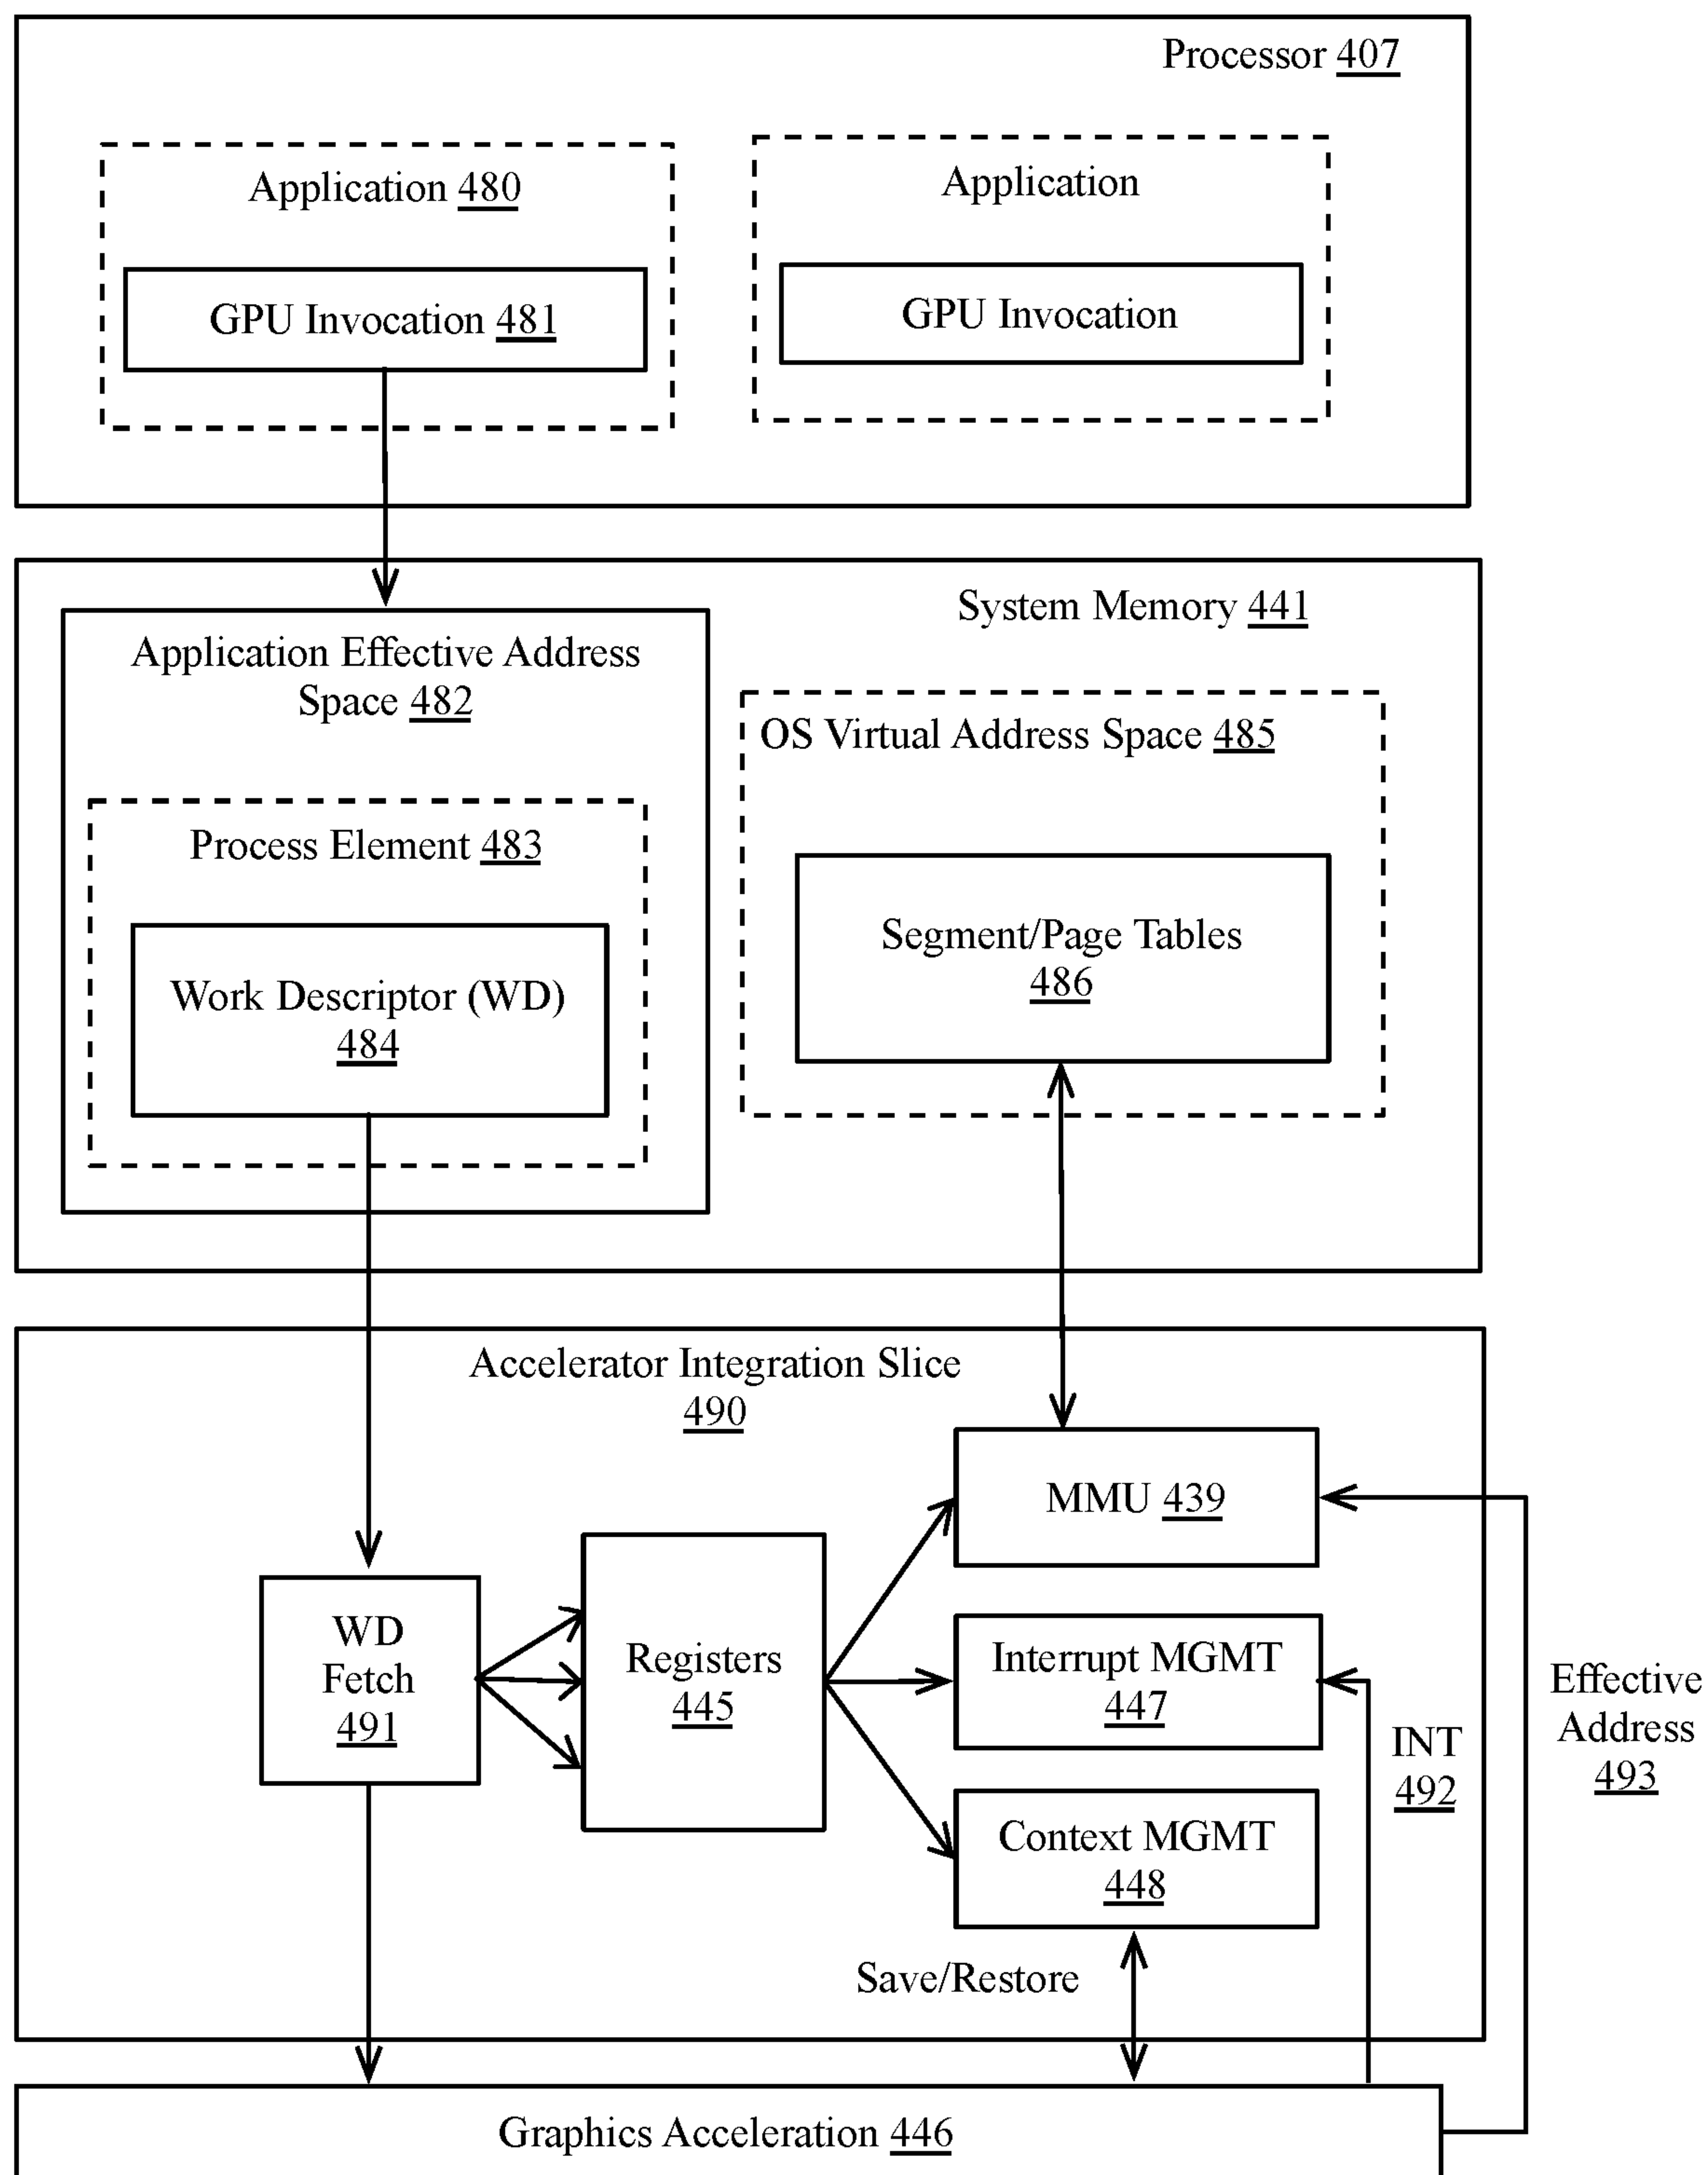 Processor 407
Application 480
Application
GPU Invocation 481
GPU Invocation
System Memory 441
Application Effective Address
Space 482
OS Virtual Address Space 485
Process Element 483
Segment/Page Tables
486
Work Descriptor (WD)
484
Accelerator Integration Slice
490
MMU 439
WD
Fetch
491
Registers
445
Interrupt MGMT
447
Effective
Address
493
INT
492
Context MGMT
448
Save/Restore
Graphics Acceleration 446